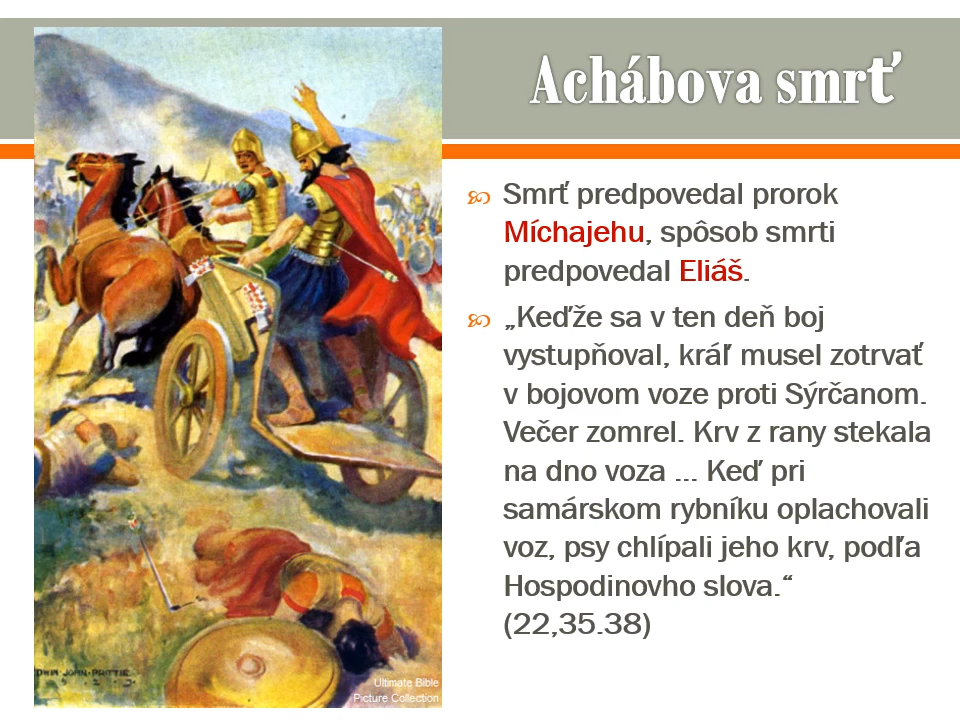 Achábova smrť
Smrť predpovedal prorok
Míchajehu, spôsob smrti
predpovedal Eliáš.
„Keďže sa v ten deň boj
vystupňoval, kráľ musel zotrvať
v bojovom voze proti Sýrčanom.
Večer zomrel. Krv z rany stekala
na dno voza ... Keď pri
samárskom rybníku oplachovali
voz, psy chlípali jeho krv, podľa
Hospodinovho slova.“
(22,35.38)
Ultimate Bible
Picture Collection